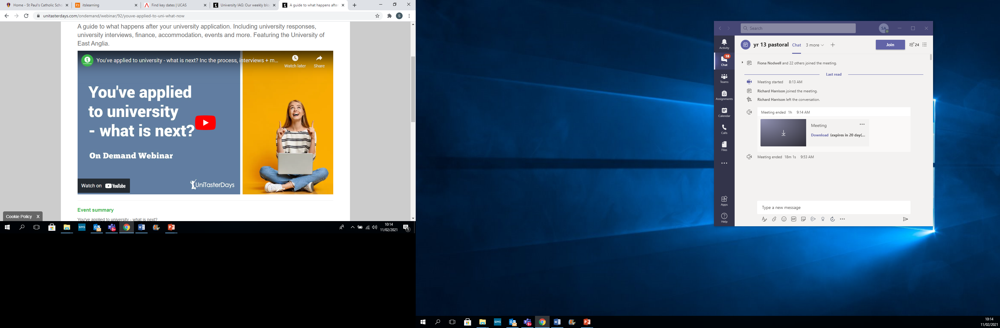 Home - St Paul's Catholic Scho
itslearning
Find key dates | UCAS
University IAG: Our weekly blog
A guide to what happens after
unitasterdays.com/ondemand/webinar/92/youve-applied-to-uni-what-now
S
A guide to what happens after your university application. Including university responses,
university interviews, finance, accommodation, events and more. Featuring the University of
East Anglia.
You've applied to university - what is next? Inc the process, interviews + m...
Watch later
Share
You've applied
to university
- what is next?
On Demand Webinar
Watch on YouTube
UniTasterDays
Event summary
You've applied to university - what is next?
Cookie Policy X
SIMS
9+
10:14
11/02/2021
1
Search
SA
Activity
18
Chat
Teams
Assignments
Calendar
Calls
Files
Apps
Help
yr 13 pastoral
Chat
3 more
Join
24
Fiona Nodwell and 22 others joined the meeting.
Last read
Meeting started 8:13 AM
Richard Harrison joined the meeting.
Richard Harrison left the conversation.
Meeting ended 1h 9:14 AM
Meeting
Download (expires in 20 day(...
Meeting ended 18m 1s 9:53 AM
Type a new message
GIF
SIMS
9+
10:14
11/02/2021